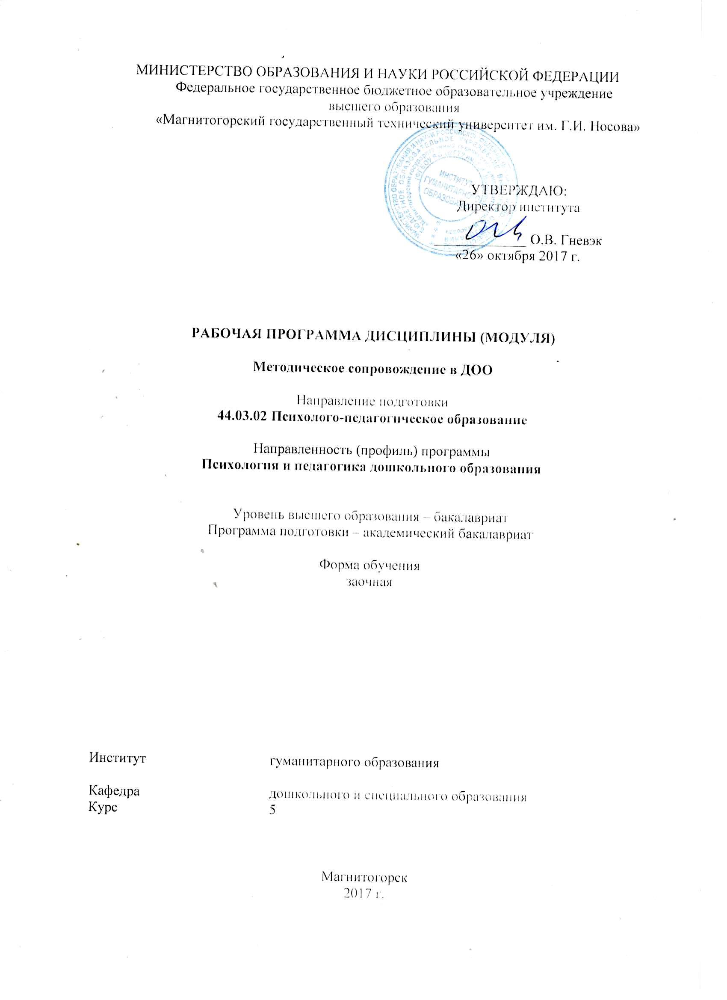 МИНИСТЕРСТВО ОБРАЗОВАНИЯ И НАУКИ РОССИЙСКОЙ ФЕДЕРАЦИИ
Федеральное государственное бюджетное образовательное учреждение
высшего образования
«Магнитогорский государственный технический университет им. Г.И. Носова»
ИНСТИТУТ
ГУМАНИТАРНОГО
УТВЕРЖДАЮ:
Директор института
О.В. Гневэк
«26» октября 2017 г.
РАБОЧАЯ ПРОГРАММА ДИСЦИПЛИНЫ (МОДУЛЯ)
Методическое сопровождение в ДОО
Направление подготовки
44.03.02 Психолого-педагогическое образование
Направленность (профиль) программы
Психология и педагогика дошкольного образования
Уровень высшего образования – бакалавриат
Программа подготовки – академический бакалавриат
Форма обучения
заочная
Институт гуманитарного образования
Кафедра дошкольного и специального образования
Курс 5
Магнитогорск
2017 г.